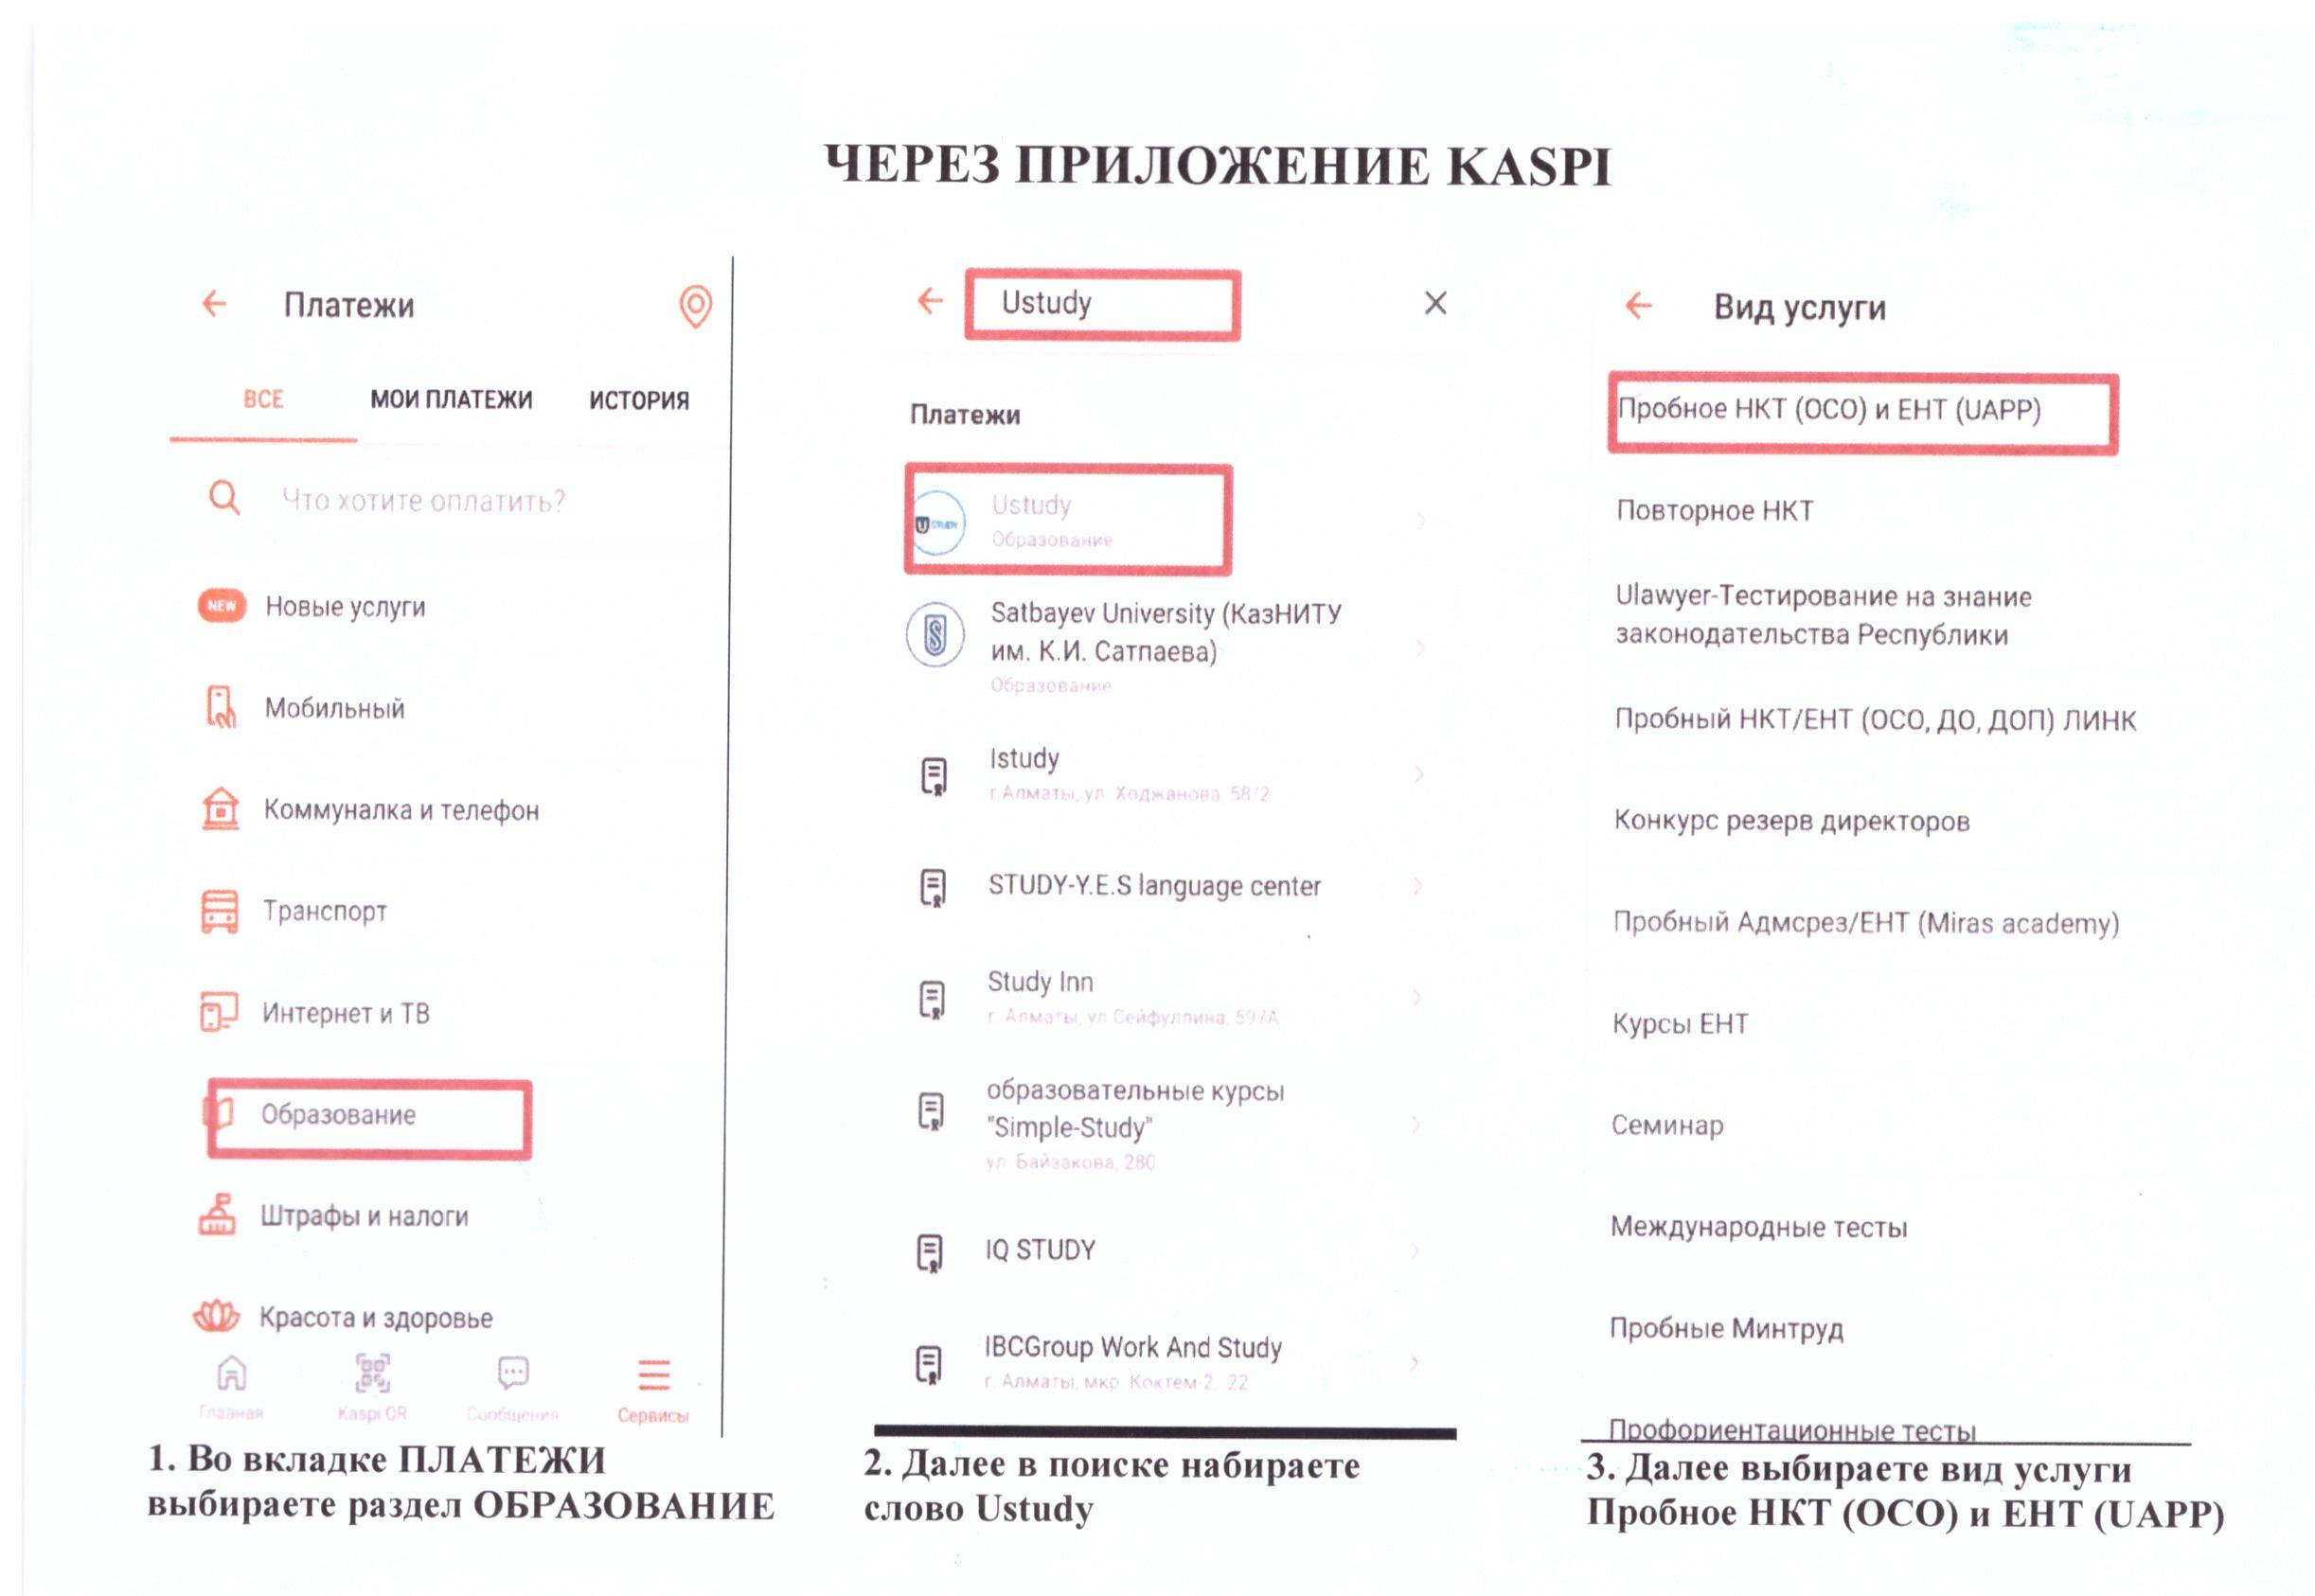 ЧЕРЕЗ ПРИЛОЖЕНИЕ KASPI
Платежи
ВСЕ МОИ ПЛАТЕЖИ ИСТОРИЯ
Что хотите оплатить?
NEW Новые услуги
Мобильный
Коммуналка и телефон
Транспорт
Интернет и ТВ
Образование
Штрафы и налоги
Красота и здоровье
Главная Kaspi QR Сообщения Сервисы
1. Во вкладке ПЛАТЕЖИ
выбираете раздел ОБРАЗОВАНИЕ
Ustudy
Платежи
Ustudy
Образование
Satbayev University (КазНИТУ
им. К.И. Сатпаева)
Образование
Istudy
г Алматы, ул. Ходжанова, 58/2
STUDY-Y.E.S language center
Study Inn
г. Алматы, ул Сейфуллина, 597А
образовательные курсы
"Simple-Study"
ул. Байзакова, 280
IQ STUDY
IBCGroup Work And Study
г. Алматы, мкр. Коктем-2, 22
2. Далее в поиске набираете
слово Ustudy
Вид услуги
Пробное НКТ (ОСО) и ЕНТ (UAPP)
Повторное НКТ
Ulawyer-Тестирование на знание
законодательства Республики
Пробный НКТ/ЕНТ (ОСО, ДО, ДОП) ЛИНК
Конкурс резерв директоров
Пробный Адмсрез/ЕНТ (Miras academy)
Курсы ЕНТ
Семинар
Международные тесты
Пробные Минтруд
Профориентационные тесты
3. Далее выбираете вид услуги
Пробное НКТ (ОСО) и ЕНТ (UAPP)